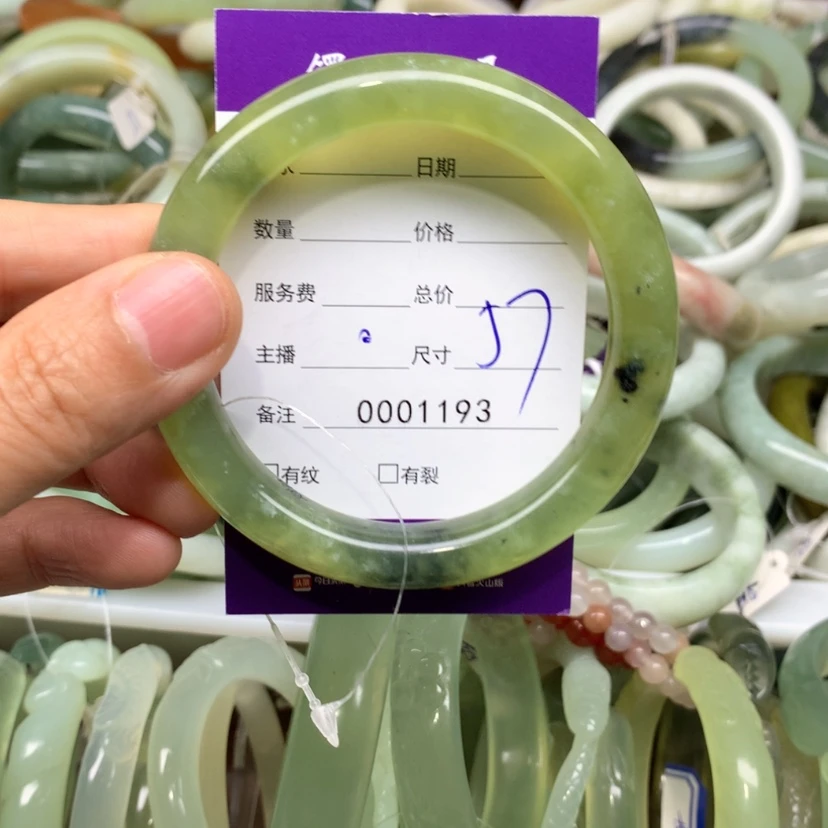 日期
数量 价格
服务费 总价
主播 尺寸 57
备注 0001193
□有纹 □有裂